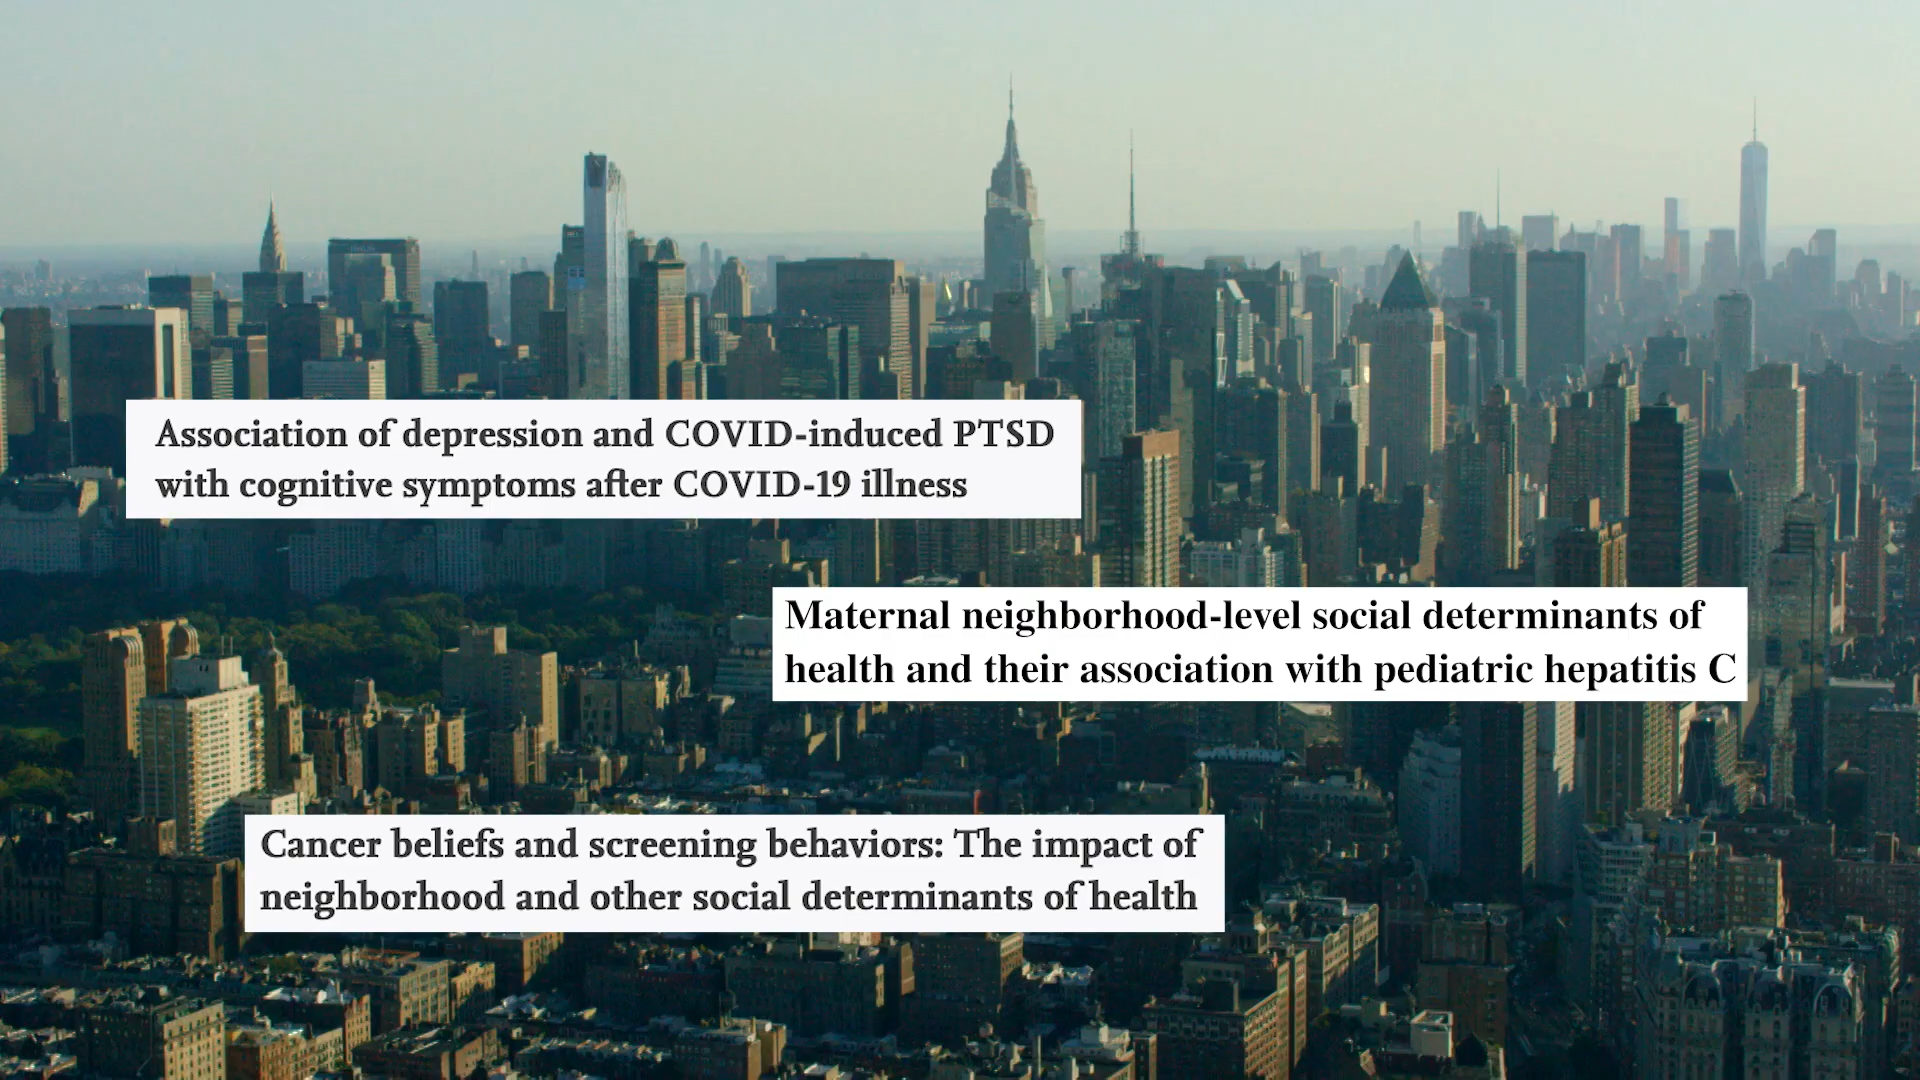 Association of depression and COVID-induced PTSD
with cognitive symptoms after COVID-19 illness
Maternal neighborhood-level social determinants of
health and their association with pediatric hepatitis C
Cancer beliefs and screening behaviors: The impact of
neighborhood and other social determinants of health